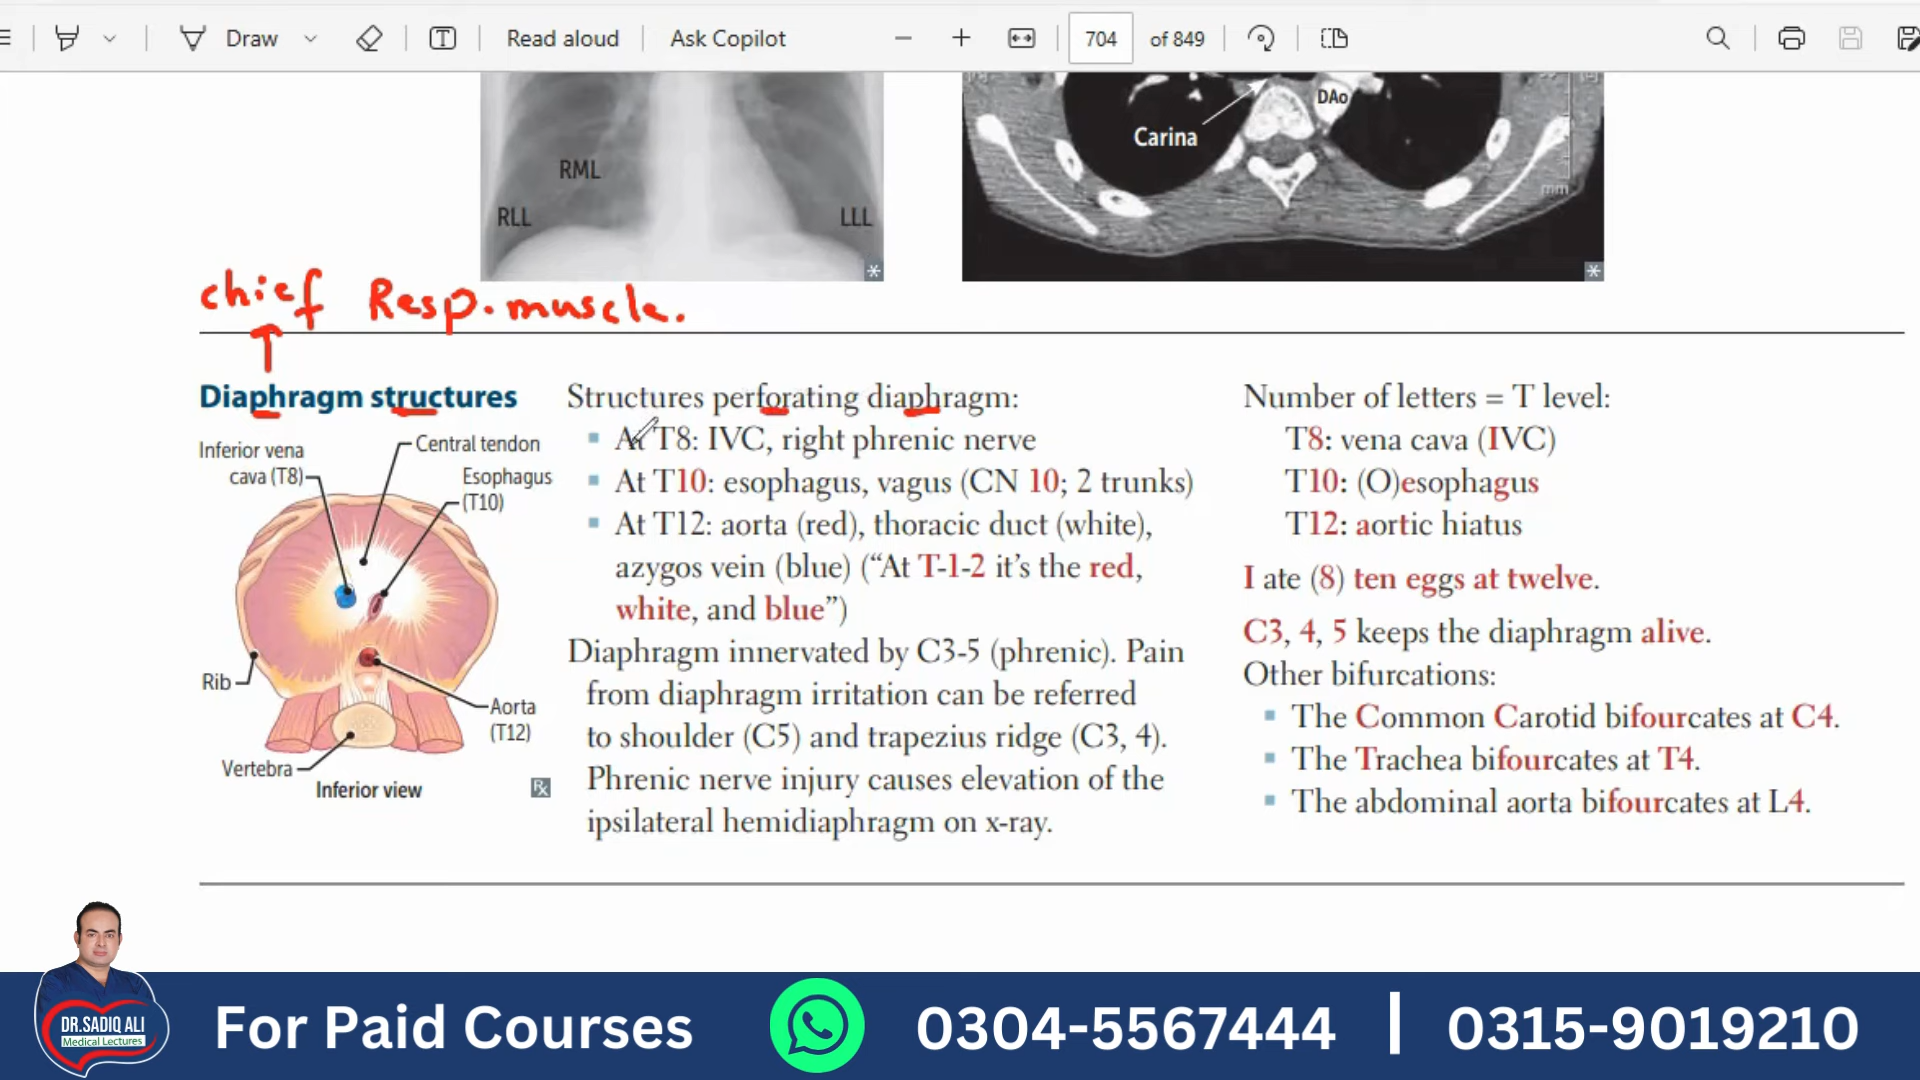 Draw
Read aloud
Ask Copilot
704
of 849
RML
RLL
LLL
DAo
Carina
mm
chief Resp. muscle.
Diaphragm structures
Inferior vena
cava (T8)
Central tendon
Esophagus
(T10)
Rib
Aorta
(T12)
Vertebra
Inferior view
Rx
Structures perforating diaphragm:
At T8: IVC, right phrenic nerve
At T10: esophagus, vagus (CN 10; 2 trunks)
At T12: aorta (red), thoracic duct (white),
azygos vein (blue) (“At T-1-2 it’s the red,
white, and blue”)
Diaphragm innervated by C3-5 (phrenic). Pain
from diaphragm irritation can be referred
to shoulder (C5) and trapezius ridge (C3, 4).
Phrenic nerve injury causes elevation of the
ipsilateral hemidiaphragm on x-ray.
Number of letters = T level:
T8: vena cava (IVC)
T10: (O)esophagus
T12: aortic hiatus
I ate (8) ten eggs at twelve.
C3, 4, 5 keeps the diaphragm alive.
Other bifurcations:
The Common Carotid bifourcates at C4.
The Trachea bifourcates at T4.
The abdominal aorta bifourcates at L4.
DR.SADIQ ALI
Medical Lectures
For Paid Courses
0304-5567444 | 0315-9019210